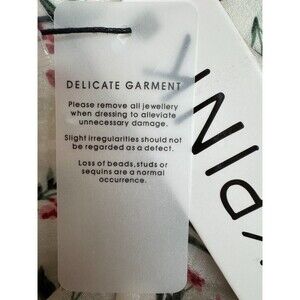 DELICATE GARMENT
Please remove all jewellery
when dressing to alleviate
unnecessary damage.
Slight irregularities should not
be regarded as a defect.
Loss of beads,studs or
sequins are a normal
occurrence.